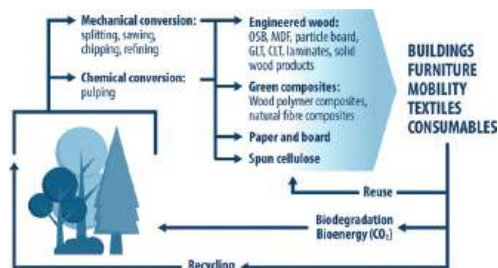 Mechanical conversion:
splitting, sawing,
chipping, refining
Chemical conversion:
pulping
Engineered wood:
OSB, MDF, particle board,
GLT, CLT, laminates, solid
wood products
Green composites:
Wood polymer composites,
natural fibre composites
Paper and board
Spun cellulose
BUILDINGS
FURNITURE
MOBILITY
TEXTILES
CONSUMABLES
Reuse
Biodegradation
Bioenergy (CO₂)
Recycling